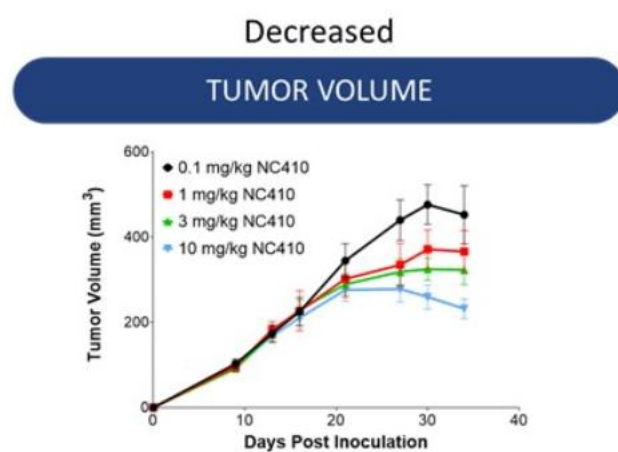 Decreased
TUMOR VOLUME
600
400
200
0
Tumor Volume (mm³)
0.1 mg/kg NC410
1 mg/kg NC410
3 mg/kg NC410
10 mg/kg NC410
0 10 20 30 40
Days Post Inoculation